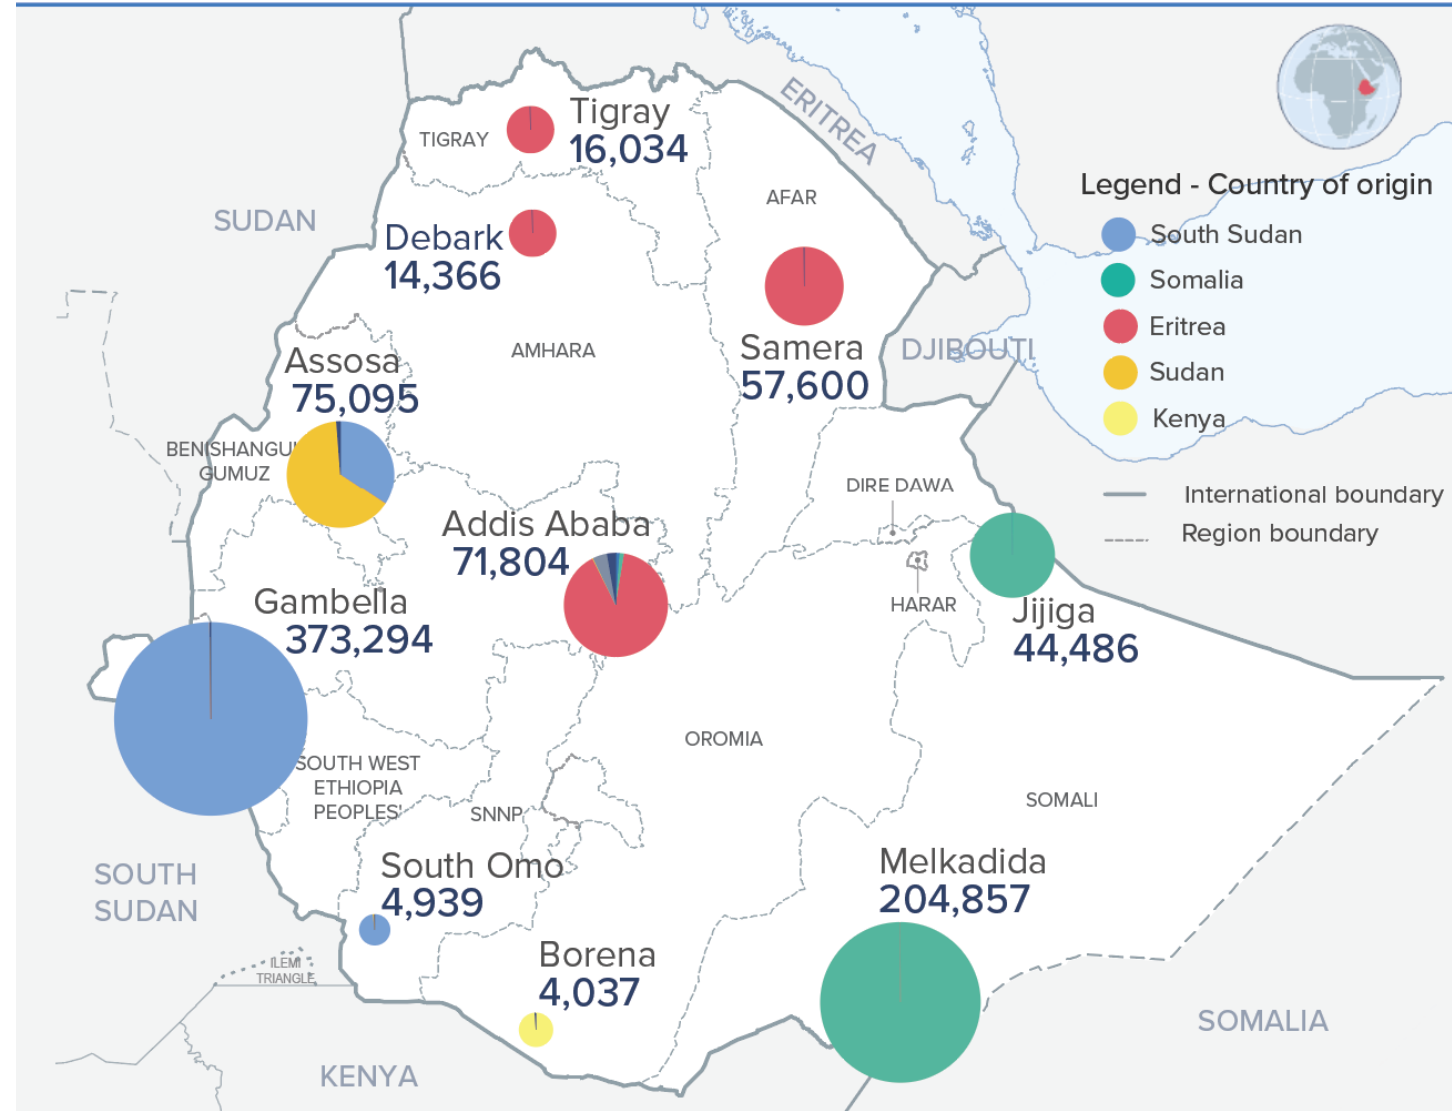 Tigray
16,034
TIGRAY
ERITREA
AFAR
Legend - Country of origin
South Sudan
Somalia
Eritrea
Sudan
Kenya
International boundary
Region boundary
SUDAN
Debark
14,366
AMHARA
Samera
57,600
DJIBOUTI
Assosa
75,095
BENISHANGU
GUMUZ
DIRE DAWA
Addis Ababa
71,804
HARAR
Jijiga
44,486
Gambella
373,294
OROMIA
SOUTH WEST
ETHIOPIA
PEOPLES'
SNNP
SOMALI
South Omo
4,939
Melkadida
204,857
SOUTH
SUDAN
ILEMI
TRIANGLE
Borena
4,037
SOMALIA
KENYA